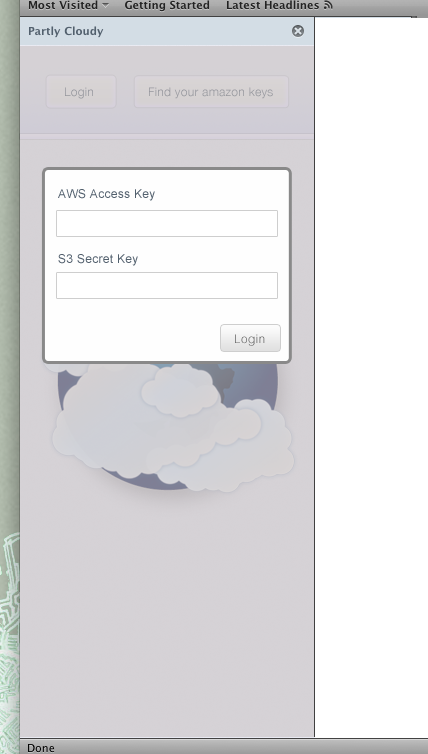 Most Visited Getting Started Latest Headlines
Partly Cloudy
Login Find your amazon keys
AWS Access Key
S3 Secret Key
Login
Done